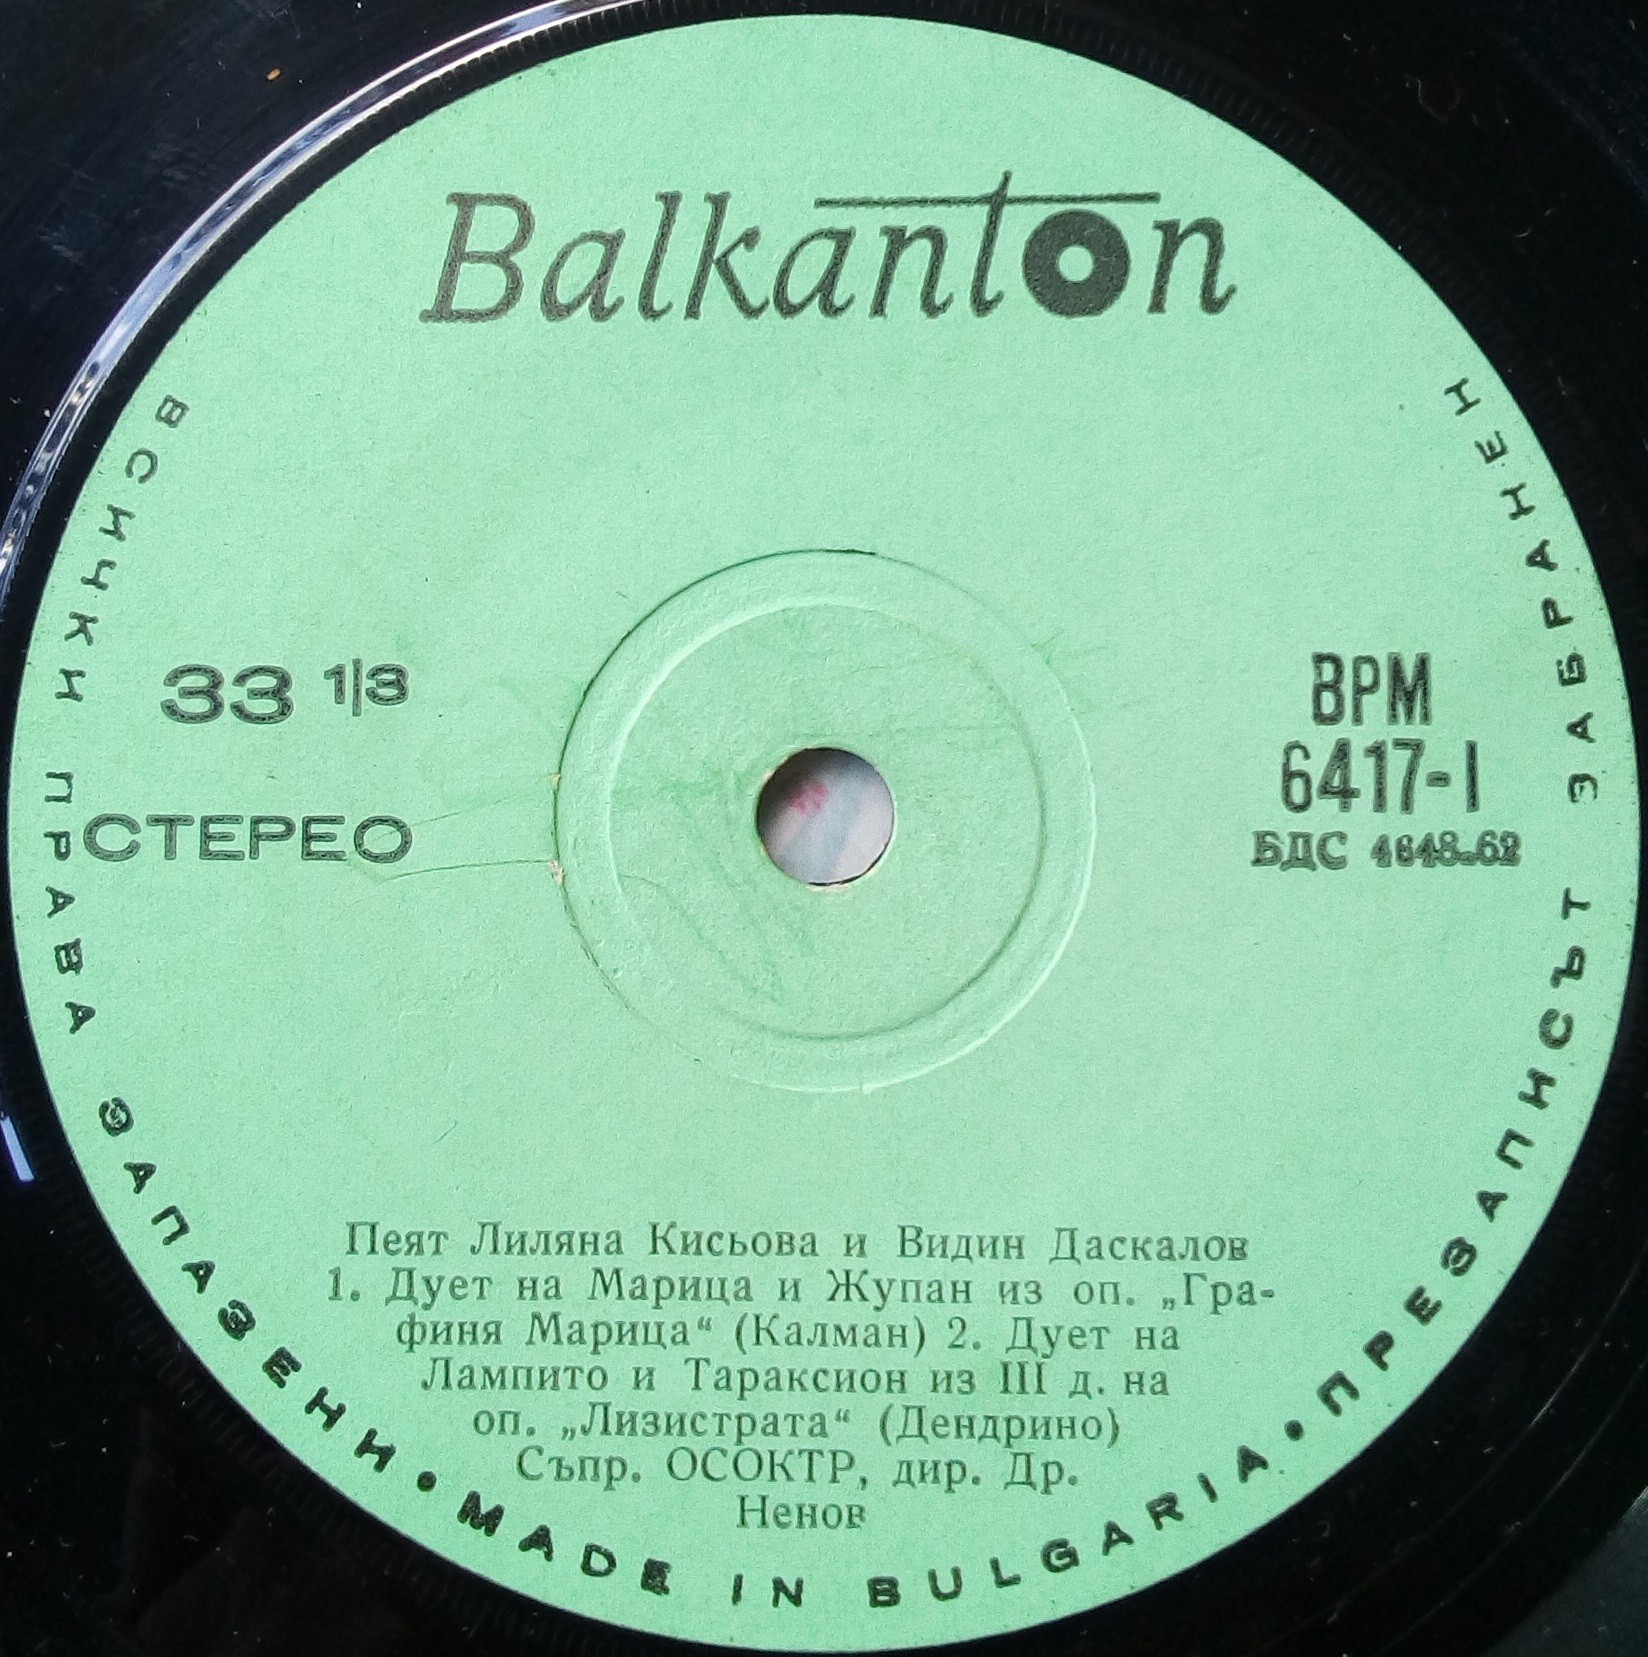 Balkanton
33 1/3
СТЕРЕО
ВРМ
6417-I
БДС 4648-62
Пеят Лиляна Кисьова и Видин Даскалов
1. Дует на Марица и Жупан из оп. „Гра-
финя Марица“ (Калман) 2. Дует на
Лампито и Тараксион из III д. на
оп. „Лизистрата“ (Дендрино)
Съпр. ОСОКТР, дир. Др.
Ненов
ВСИЧКИ ПРАВА ЗАПАЗЕНИ • MADE IN BULGARIA • ПРЕЗАПИСЪТ ЗАБРАНЕН